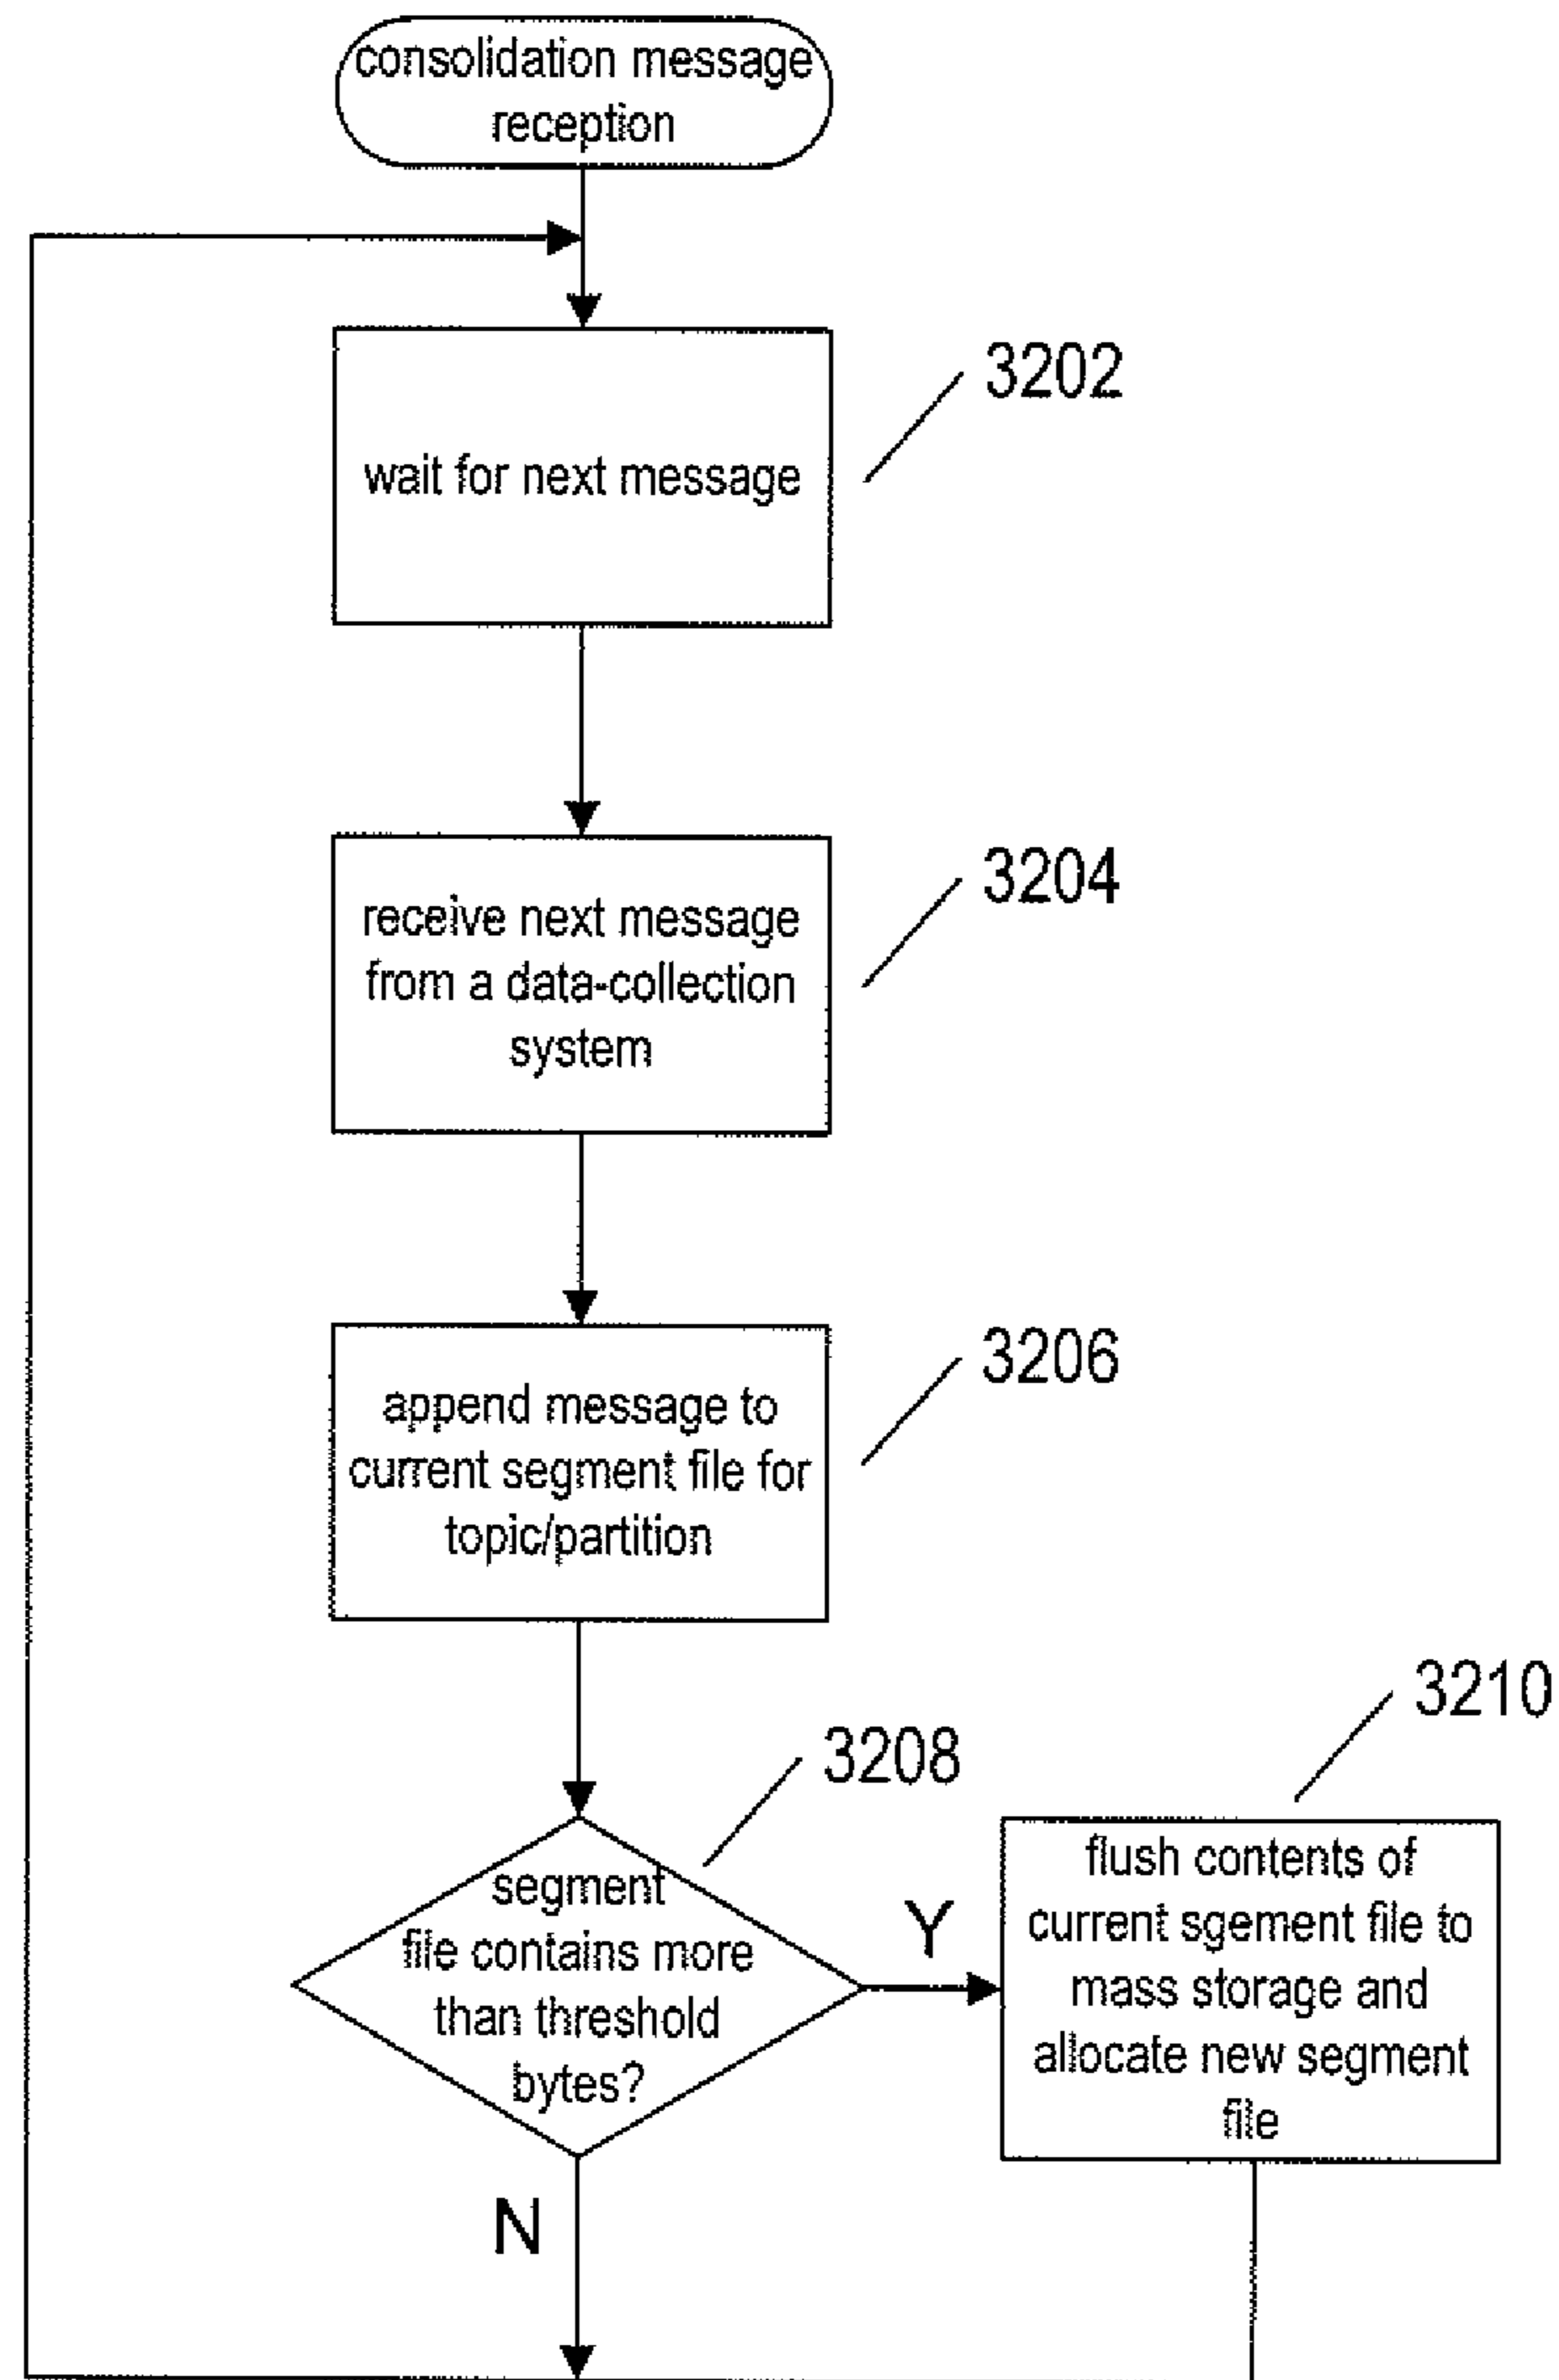 consolidation message
reception
3202
wait for next message
3204
receive next message
from a data-collection
system
3206
append message to
current segment file for
topic/partition
3208
segment
file contains more
than threshold
bytes?
Y
N
3210
flush contents of
current sgement file to
mass storage and
allocate new segment
file